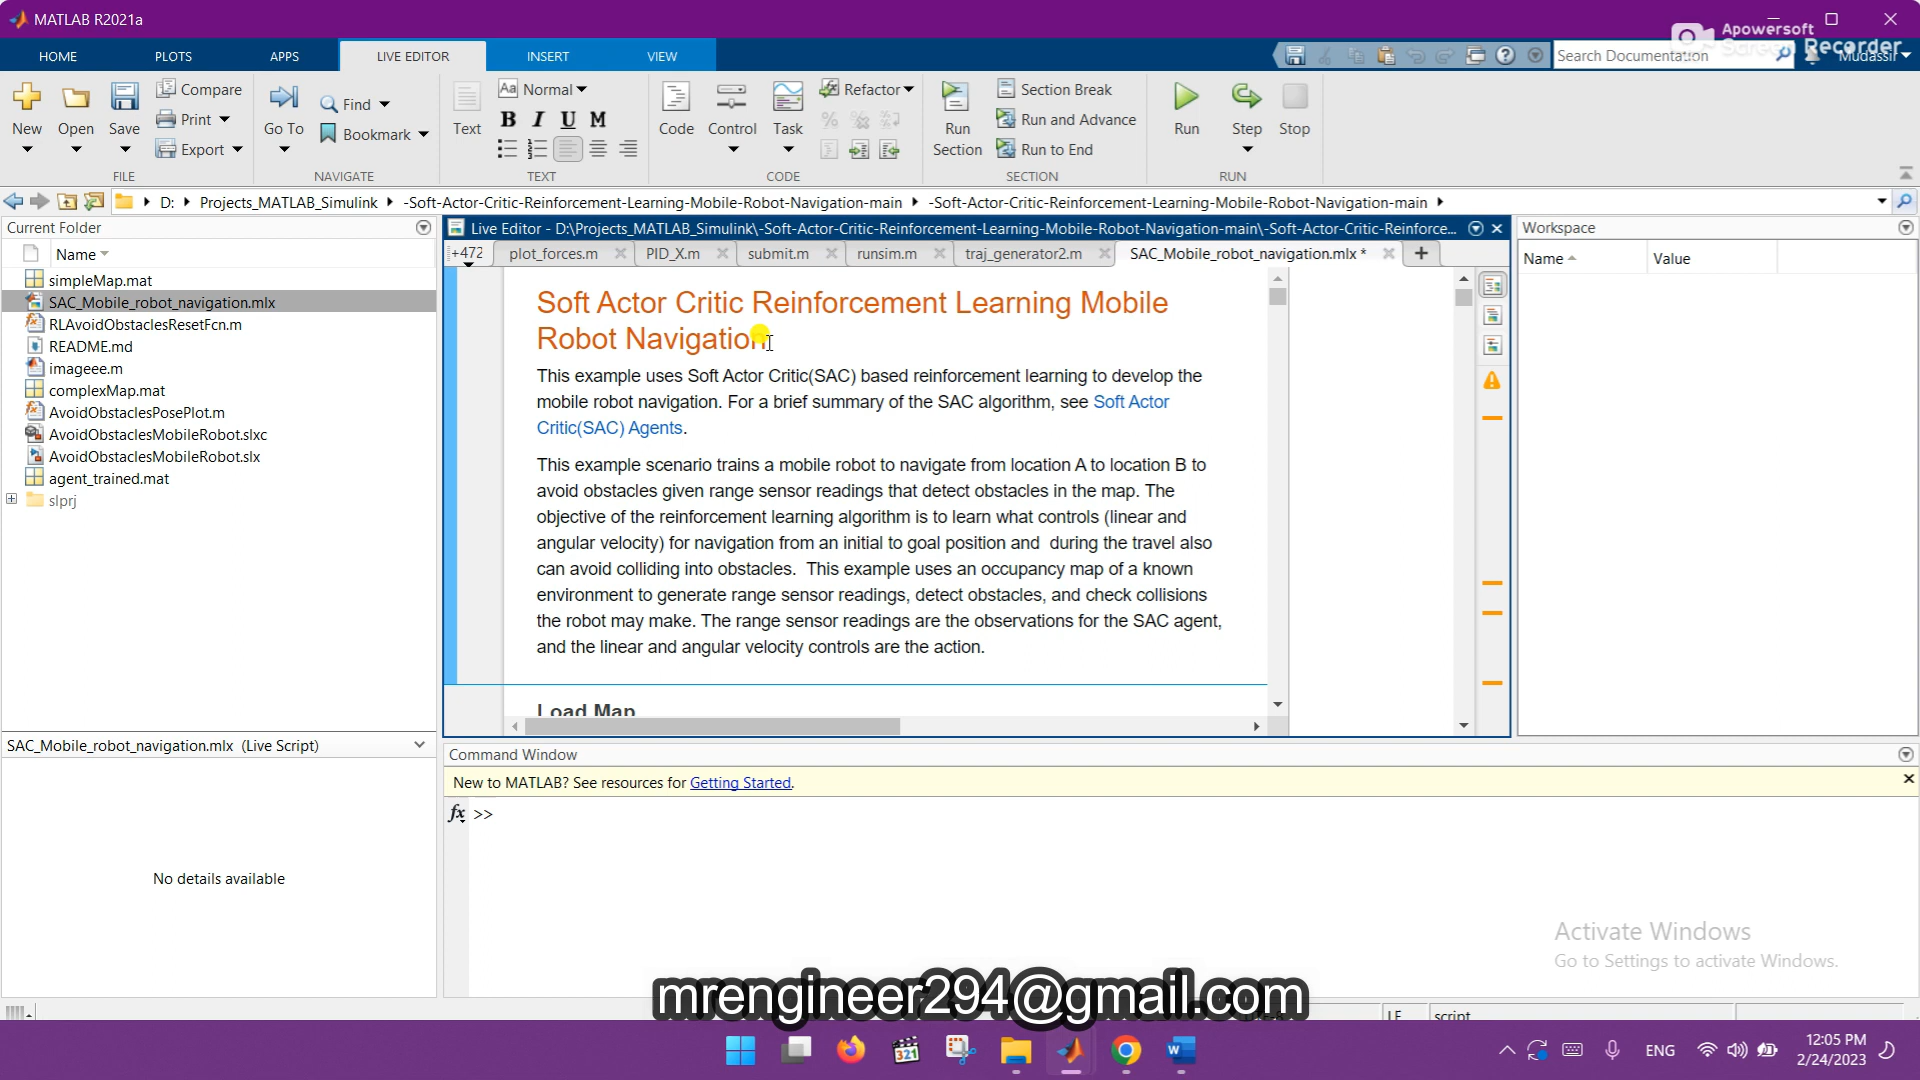 MATLAB R2021a
Apowersoft
Screen Recorder
HOME PLOTS APPS LIVE EDITOR INSERT VIEW
Search Documentation
Mudassir
New Open Save
Compare
Print
Export
FILE
Go To
Find
Bookmark
NAVIGATE
Text
Aa Normal
B I U M
TEXT
Code Control Task
Refactor
CODE
Run
Section
Section Break
Run and Advance
Run to End
SECTION
Run Step Stop
RUN
D: Projects_MATLAB_Simulink -Soft-Actor-Critic-Reinforcement-Learning-Mobile-Robot-Navigation-main -Soft-Actor-Critic-Reinforcement-Learning-Mobile-Robot-Navigation-main
Current Folder
Name
simpleMap.mat
SAC_Mobile_robot_navigation.mlx
RLAvoidObstaclesResetFcn.m
README.md
imageee.m
complexMap.mat
AvoidObstaclesPosePlot.m
AvoidObstaclesMobileRobot.slxc
AvoidObstaclesMobileRobot.slx
agent_trained.mat
slprj
SAC_Mobile_robot_navigation.mlx (Live Script)
No details available
Live Editor - D:\Projects_MATLAB_Simulink\-Soft-Actor-Critic-Reinforcement-Learning-Mobile-Robot-Navigation-main\-Soft-Actor-Critic-Reinforce...
+472 plot_forces.m PID_X.m submit.m runsim.m traj_generator2.m SAC_Mobile_robot_navigation.mlx *
Soft Actor Critic Reinforcement Learning Mobile
Robot Navigation
This example uses Soft Actor Critic(SAC) based reinforcement learning to develop the
mobile robot navigation. For a brief summary of the SAC algorithm, see Soft Actor
Critic(SAC) Agents.
This example scenario trains a mobile robot to navigate from location A to location B to
avoid obstacles given range sensor readings that detect obstacles in the map. The
objective of the reinforcement learning algorithm is to learn what controls (linear and
angular velocity) for navigation from an initial to goal position and during the travel also
can avoid colliding into obstacles. This example uses an occupancy map of a known
environment to generate range sensor readings, detect obstacles, and check collisions
the robot may make. The range sensor readings are the observations for the SAC agent,
and the linear and angular velocity controls are the action.
Load Map
Workspace
Name Value
Command Window
New to MATLAB? See resources for Getting Started.
fx >>
Activate Windows
Go to Settings to activate Windows.
mrengineer294@gmail.com
LF script
321
ENG
12:05 PM
2/24/2023